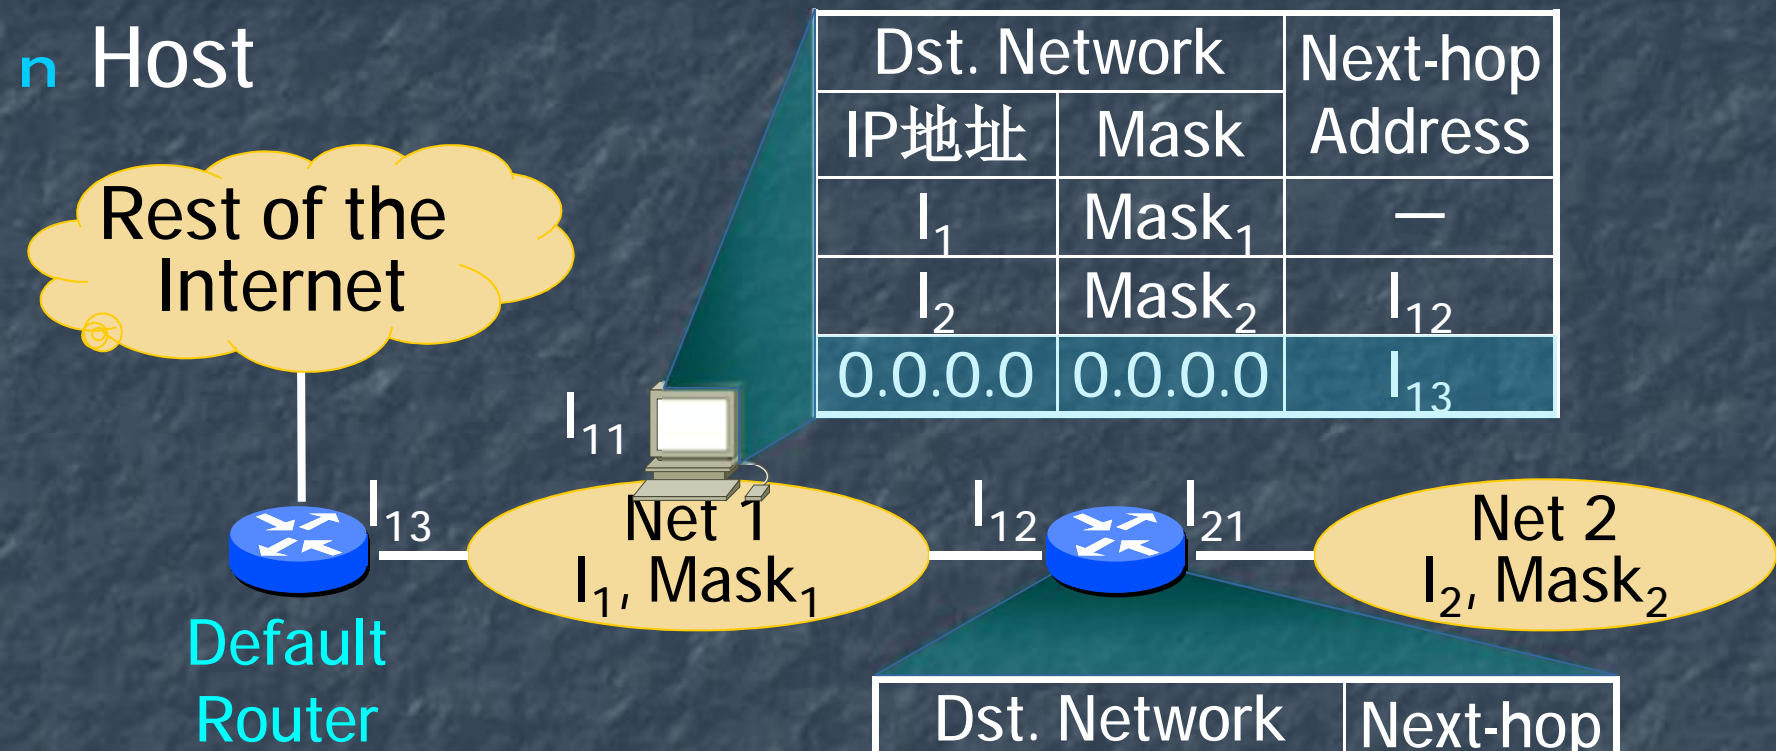 n Host
Dst. Network
Next-hop
Address
IP地址
Mask
I₁
Mask₁
—
I₂
Mask₂
I₁₂
0.0.0.0
0.0.0.0
I₁₃
Rest of the
Internet
I₁₁
I₁₃
Net 1
I₁, Mask₁
I₁₂
I₂₁
Net 2
I₂, Mask₂
Default
Router
Dst. Network
Next-hop